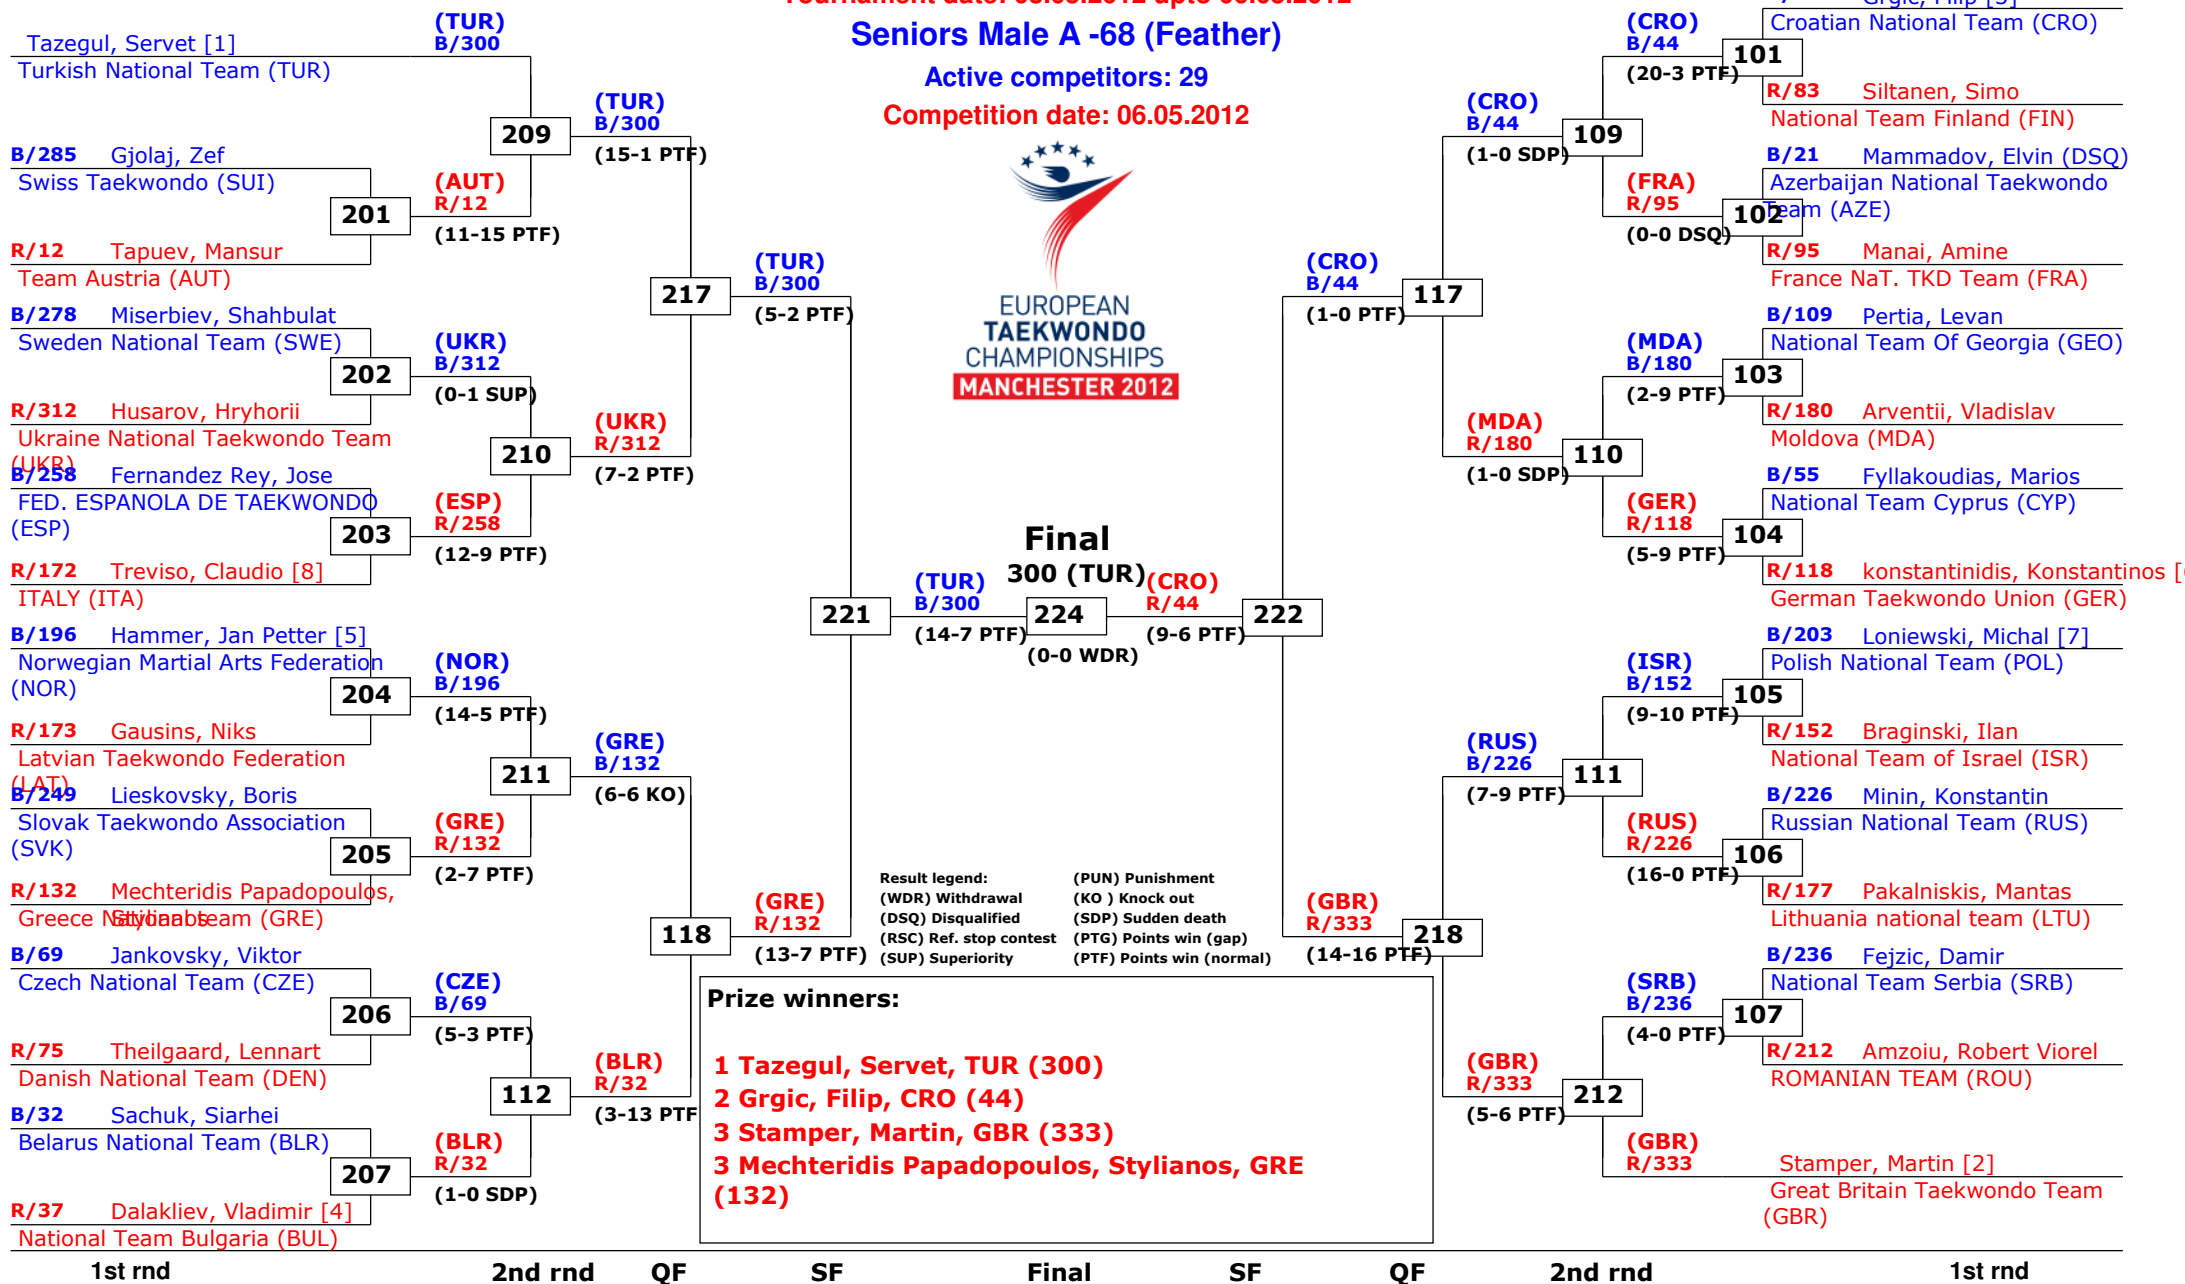 Seniors Male A -68 (Feather)
Active competitors: 29
Competition date: 06.05.2012
EUROPEAN
TAEKWONDO
CHAMPIONSHIPS
MANCHESTER 2012
Tazegul, Servet [1]
Turkish National Team (TUR)
B/285 Gjolaj, Zef
Swiss Taekwondo (SUI)
201
R/12 Tapuev, Mansur
Team Austria (AUT)
B/278 Miserbiev, Shahbulat
Sweden National Team (SWE)
202
R/312 Husarov, Hryhorii
Ukraine National Taekwondo Team
(UKR)
B/258 Fernandez Rey, Jose
FED. ESPANOLA DE TAEKWONDO
(ESP)
203
R/172 Treviso, Claudio [8]
ITALY (ITA)
B/196 Hammer, Jan Petter [5]
Norwegian Martial Arts Federation
(NOR)
204
R/173 Gausins, Niks
Latvian Taekwondo Federation
(LAT)
B/249 Lieskovsky, Boris
Slovak Taekwondo Association
(SVK)
205
R/132 Mechteridis Papadopoulos,
Stylianos
Greece National team (GRE)
B/69 Jankovsky, Viktor
Czech National Team (CZE)
206
R/75 Theilgaard, Lennart
Danish National Team (DEN)
B/32 Sachuk, Siarhei
Belarus National Team (BLR)
207
R/37 Dalakliev, Vladimir [4]
National Team Bulgaria (BUL)
(TUR)
B/300
209
(AUT)
R/12
(11-15 PTF)
(UKR)
B/312
(0-1 SUP)
210
(ESP)
R/258
(12-9 PTF)
(NOR)
B/196
(14-5 PTF)
211
(GRE)
R/132
(2-7 PTF)
(CZE)
B/69
(5-3 PTF)
112
(BLR)
R/32
(1-0 SDP)
(TUR)
B/300
(15-1 PTF)
217
(UKR)
R/312
(7-2 PTF)
(GRE)
B/132
(6-6 KO)
118
(BLR)
R/32
(3-13 PTF
(TUR)
B/300
(5-2 PTF)
221
(GRE)
R/132
(13-7 PTF)
(TUR)
B/300
(14-7 PTF)
Final
300 (TUR)
224
(0-0 WDR)
(CRO)
R/44
(9-6 PTF)
222
(CRO)
B/44
(1-0 PTF)
117
(GBR)
R/333
(14-16 PTF)
218
(CRO)
B/44
(1-0 SDP)
109
(MDA)
R/180
(1-0 SDP)
110
(RUS)
B/226
(7-9 PTF)
111
(GBR)
R/333
(5-6 PTF)
212
(CRO)
B/44
(20-3 PTF)
101
(FRA)
R/95
(0-0 DSQ)
102
(MDA)
B/180
(2-9 PTF)
103
(GER)
R/118
(5-9 PTF)
104
(ISR)
B/152
(9-10 PTF)
105
(RUS)
R/226
(16-0 PTF)
106
(SRB)
B/236
(4-0 PTF)
107
(GBR)
R/333
Croatian National Team (CRO)
R/83 Siltanen, Simo
National Team Finland (FIN)
B/21 Mammadov, Elvin (DSQ)
Azerbaijan National Taekwondo
Team (AZE)
R/95 Manai, Amine
France NaT. TKD Team (FRA)
B/109 Pertia, Levan
National Team Of Georgia (GEO)
R/180 Arventii, Vladislav
Moldova (MDA)
B/55 Fyllakoudias, Marios
National Team Cyprus (CYP)
R/118 konstantinidis, Konstantinos [
German Taekwondo Union (GER)
B/203 Loniewski, Michal [7]
Polish National Team (POL)
R/152 Braginski, Ilan
National Team of Israel (ISR)
B/226 Minin, Konstantin
Russian National Team (RUS)
R/177 Pakalniskis, Mantas
Lithuania national team (LTU)
B/236 Fejzic, Damir
National Team Serbia (SRB)
R/212 Amzoiu, Robert Viorel
ROMANIAN TEAM (ROU)
Stamper, Martin [2]
Great Britain Taekwondo Team
(GBR)
Result legend: (PUN) Punishment
(WDR) Withdrawal (KO ) Knock out
(DSQ) Disqualified (SDP) Sudden death
(RSC) Ref. stop contest (PTG) Points win (gap)
(SUP) Superiority (PTF) Points win (normal)
Prize winners:
1 Tazegul, Servet, TUR (300)
2 Grgic, Filip, CRO (44)
3 Stamper, Martin, GBR (333)
3 Mechteridis Papadopoulos, Stylianos, GRE
(132)
1st rnd 2nd rnd QF SF Final SF QF 2nd rnd 1st rnd